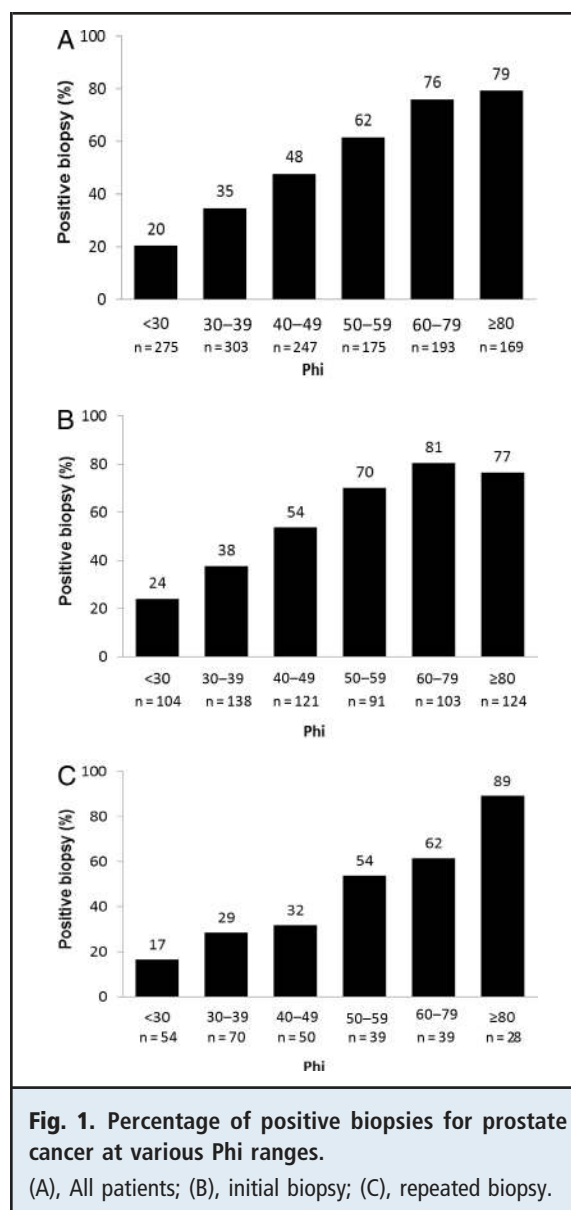 A
100
80
60
40
20
0
Positive biopsy (%)
20 35 48 62 76 79
<30 30–39 40–49 50–59 60–79 ≥80
n=275 n=303 n=247 n=175 n=193 n=169
Phi
B
100
80
60
40
20
0
Positive biopsy (%)
24 38 54 70 81 77
<30 30–39 40–49 50–59 60–79 ≥80
n=104 n=138 n=121 n=91 n=103 n=124
Phi
C
100
80
60
40
20
0
Positive biopsy (%)
17 29 32 54 62 89
<30 30–39 40–49 50–59 60–79 ≥80
n=54 n=70 n=50 n=39 n=39 n=28
Phi
Fig. 1. Percentage of positive biopsies for prostate
cancer at various Phi ranges.
(A), All patients; (B), initial biopsy; (C), repeated biopsy.